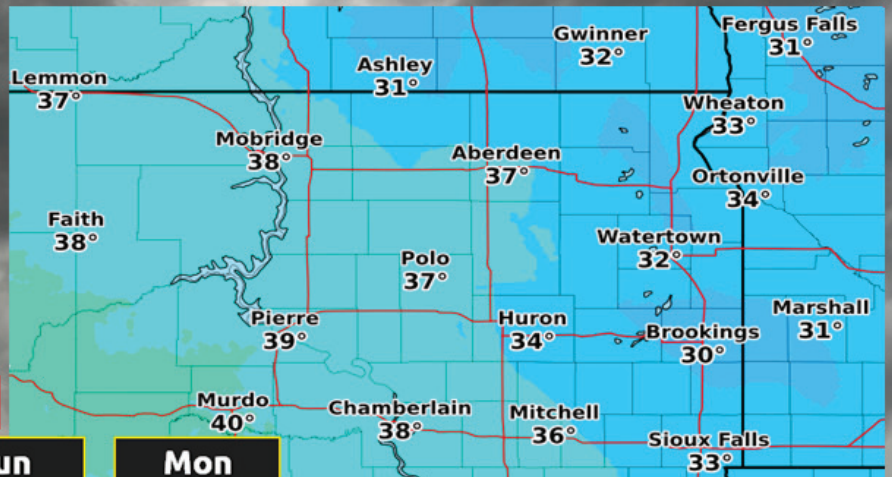 Fergus Falls
31°
Gwinner
32°
Ashley
31°
Lemmon
37°
Wheaton
33°
Mobridge
38°
Aberdeen
37°
Ortonville
34°
Faith
38°
Watertown
32°
Polo
37°
Marshall
31°
Pierre
39°
Huron
34°
Brookings
30°
Murdo
40°
Chamberlain
38°
Mitchell
36°
Sioux Falls
33°
un
Mon